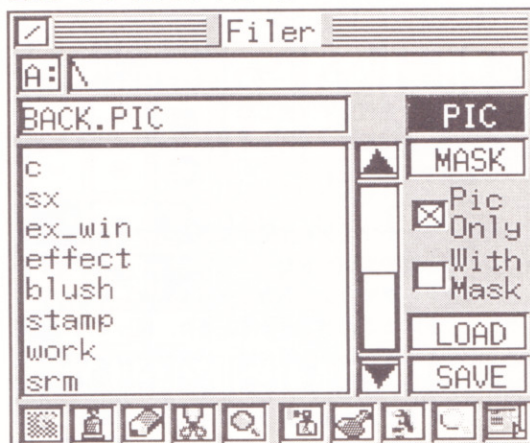 Filer
A: \
BACK.PIC
PIC
c
sx
ex_win
effect
blush
stamp
work
srm
MASK
Pic
Only
With
Mask
LOAD
SAVE